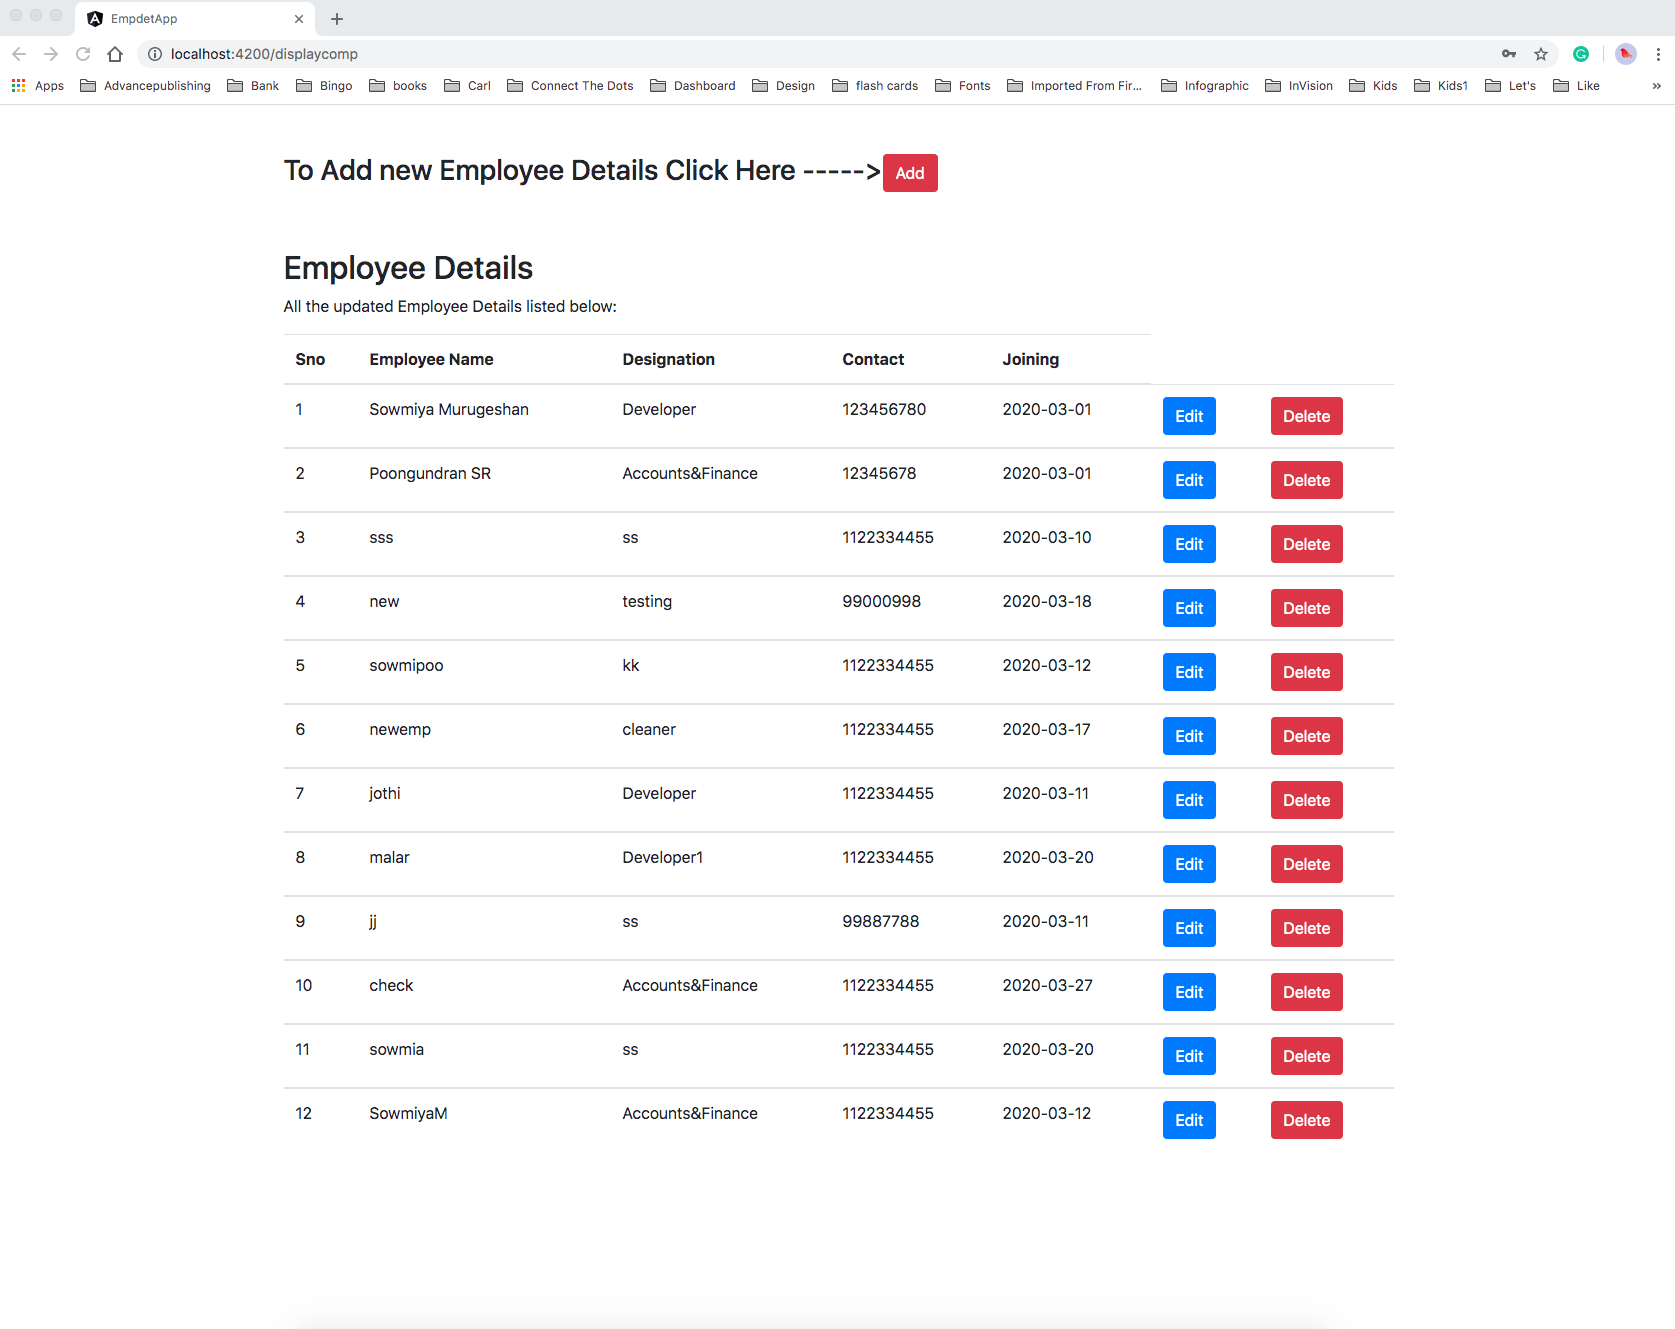 EmpdetApp
localhost:4200/displaycomp
Apps Advancepublishing Bank Bingo books Carl Connect The Dots Dashboard Design flash cards Fonts Imported From Fir... Infographic InVision Kids Kids1 Let's Like »
To Add new Employee Details Click Here -----> Add
Employee Details
All the updated Employee Details listed below:
Sno Employee Name Designation Contact Joining
1 Sowmiya Murugeshan Developer 123456780 2020-03-01 Edit Delete
2 Poongundran SR Accounts&Finance 12345678 2020-03-01 Edit Delete
3 sss ss 1122334455 2020-03-10 Edit Delete
4 new testing 99000998 2020-03-18 Edit Delete
5 sowmipoo kk 1122334455 2020-03-12 Edit Delete
6 newemp cleaner 1122334455 2020-03-17 Edit Delete
7 jothi Developer 1122334455 2020-03-11 Edit Delete
8 malar Developer1 1122334455 2020-03-20 Edit Delete
9 jj ss 99887788 2020-03-11 Edit Delete
10 check Accounts&Finance 1122334455 2020-03-27 Edit Delete
11 sowmia ss 1122334455 2020-03-20 Edit Delete
12 SowmiyaM Accounts&Finance 1122334455 2020-03-12 Edit Delete